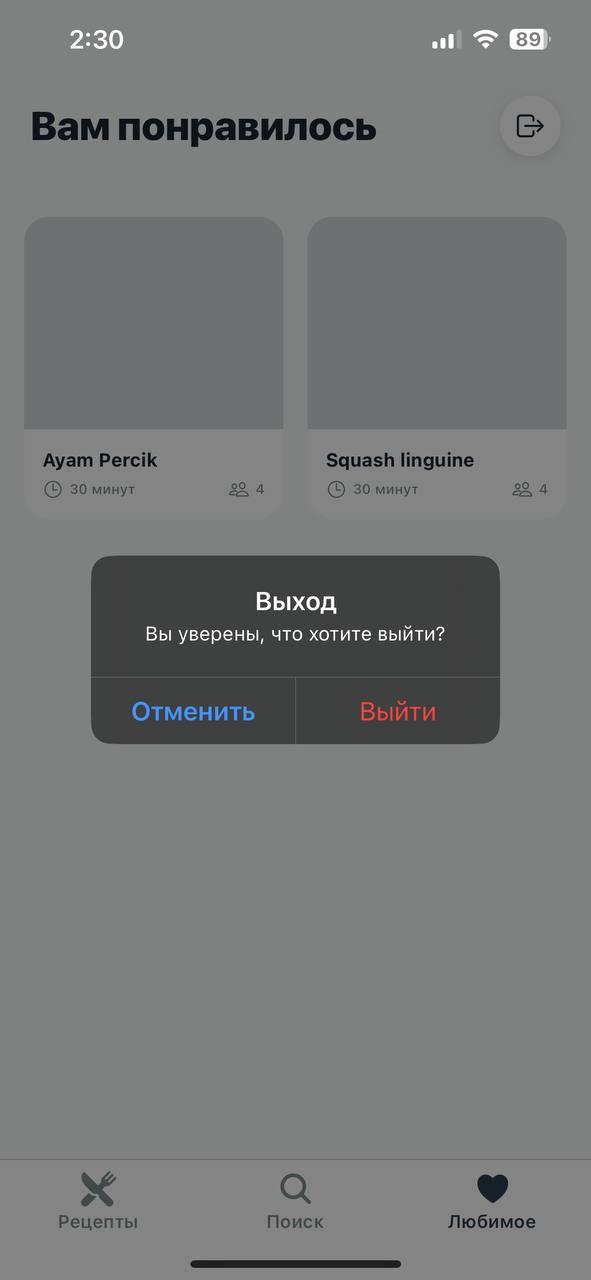 2:30
89
Вам понравилось
Ayam Percik
30 минут
4
Squash linguine
30 минут
4
Выход
Вы уверены, что хотите выйти?
Отменить
Выйти
Рецепты
Поиск
Любимое